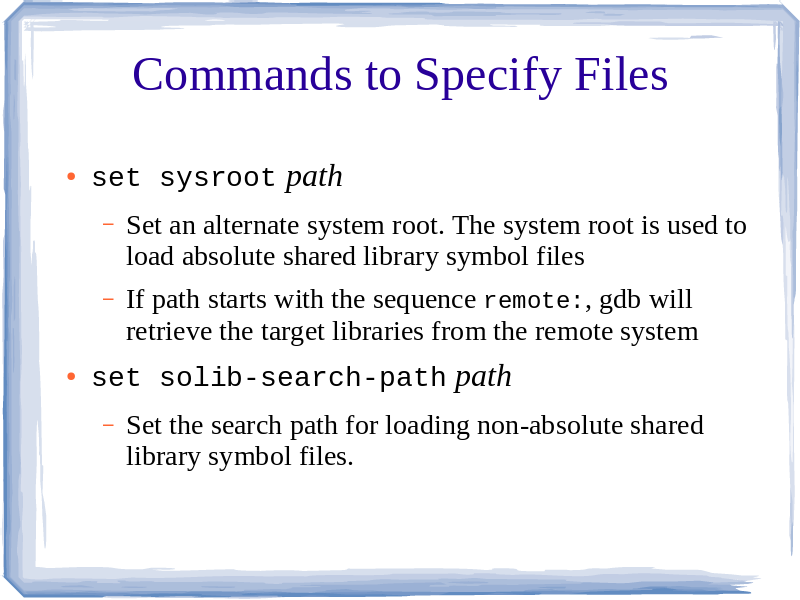 Commands to Specify Files
• set sysroot path
– Set an alternate system root. The system root is used to
load absolute shared library symbol files
– If path starts with the sequence remote:, gdb will
retrieve the target libraries from the remote system
• set solib-search-path path
– Set the search path for loading non-absolute shared
library symbol files.